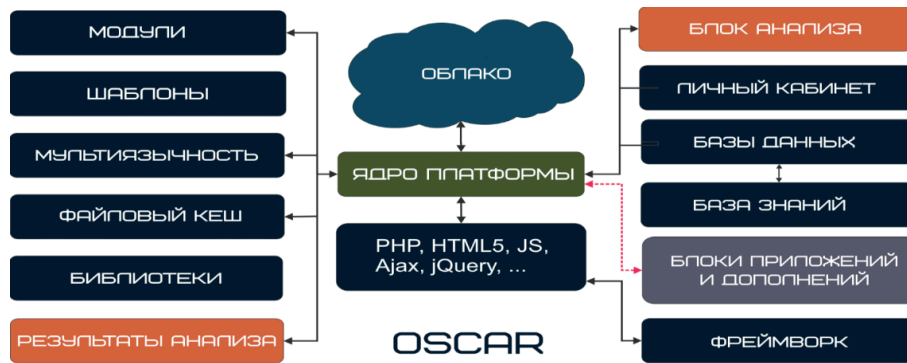 МОДУЛИ
ШАБЛОНЫ
МУЛЬТИЯЗЫЧНОСТЬ
ФАЙЛОВЫЙ КЕШ
БИБЛИОТЕКИ
РЕЗУЛЬТАТЫ АНАЛИЗА
ОБЛАКО
ЯДРО ПЛАТФОРМЫ
PHP, HTML5, JS,
Ajax, jQuery, ...
OSCAR
БЛОК АНАЛИЗА
ЛИЧНЫЙ КАБИНЕТ
БАЗЫ ДАННЫХ
БАЗА ЗНАНИЙ
БЛОКИ ПРИЛОЖЕНИЙ
И ДОПОЛНЕНИЙ
ФРЕЙМВОРК